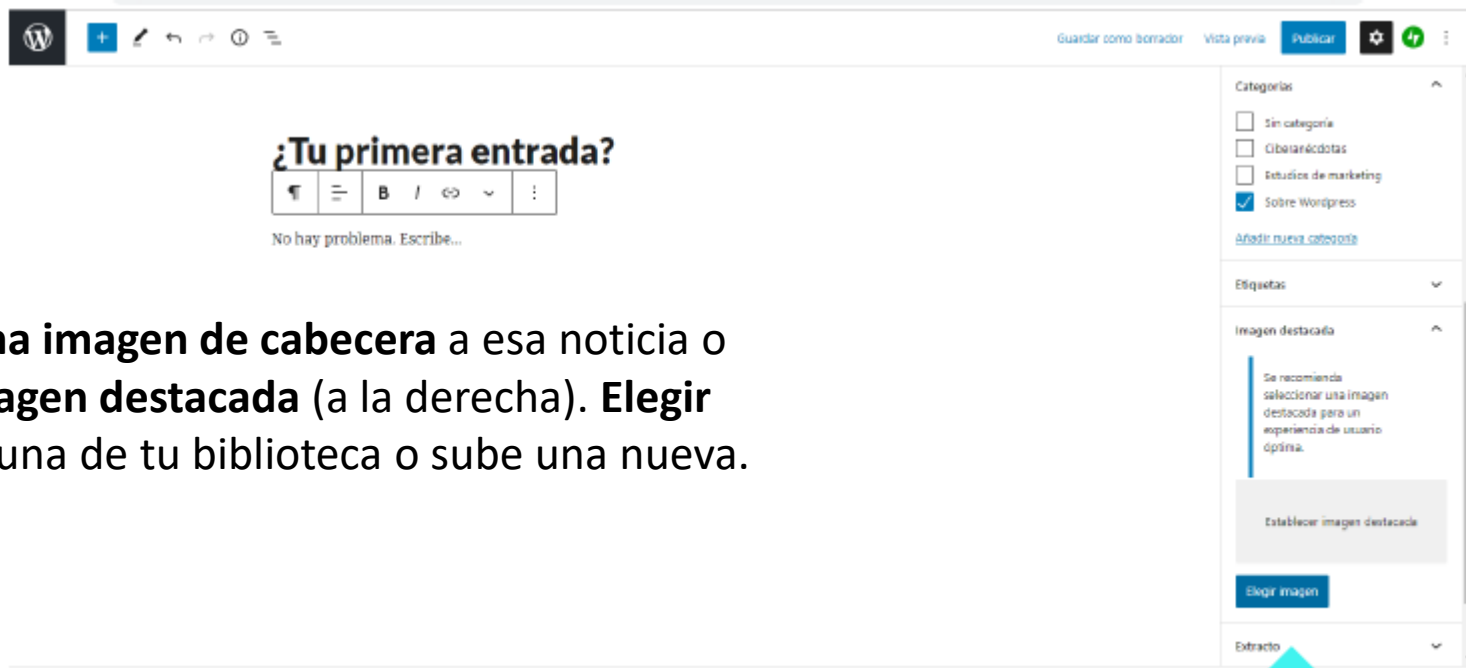 Guardar como borrador Vista previa Publicar
Categorías
Sin categoría
Ciberanécdotas
Estudios de marketing
Sobre Wordpress
Añadir nueva categoría
Etiquetas
Imagen destacada
Se recomienda
seleccionar una imagen
destacada para un
experiencia de usuario
óptima.
Establecer imagen destacada
Elegir imagen
Extracto
¿Tu primera entrada?
B I
No hay problema. Escribe...
na imagen de cabecera a esa noticia o
agen destacada (a la derecha). Elegir
una de tu biblioteca o sube una nueva.